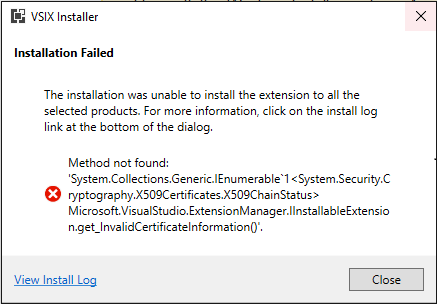 VSIX Installer
Installation Failed
The installation was unable to install the extension to all the
selected products. For more information, click on the install log
link at the bottom of the dialog.
Method not found:
'System.Collections.Generic.IEnumerable`1<System.Security.C
ryptography.X509Certificates.X509ChainStatus>
Microsoft.VisualStudio.ExtensionManager.IInstallableExtensio
n.get_InvalidCertificateInformation()'.
View Install Log
Close